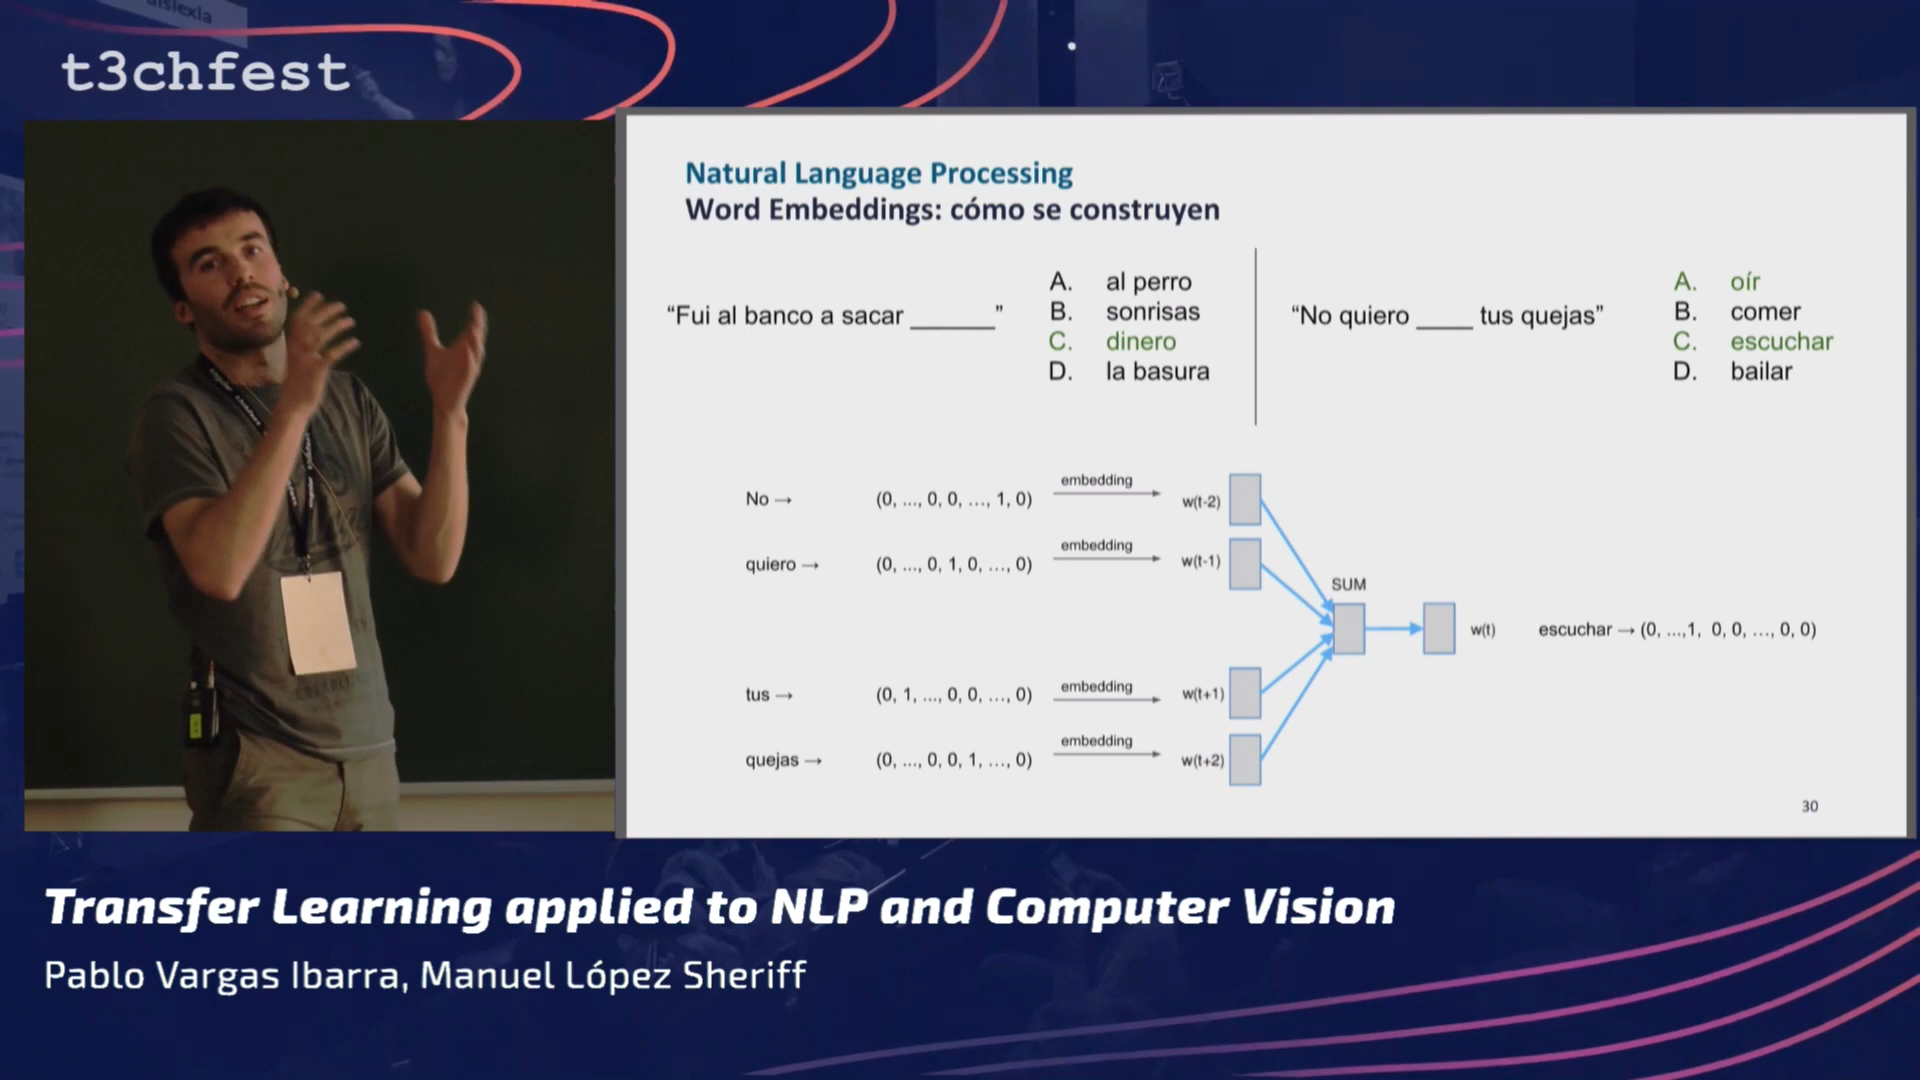 islexia
t3chfest
Natural Language Processing
Word Embeddings: cómo se construyen
“Fui al banco a sacar ______”
A. al perro
B. sonrisas
C. dinero
D. la basura
“No quiero ____ tus quejas”
A. oír
B. comer
C. escuchar
D. bailar
No → (0, ..., 0, 0, ..., 1, 0) embedding w(t-2)
quiero → (0, ..., 0, 1, 0, ..., 0) embedding w(t-1)
SUM
w(t) escuchar → (0, ...,1, 0, 0, ..., 0, 0)
tus → (0, 1, ..., 0, 0, ..., 0) embedding w(t+1)
quejas → (0, ..., 0, 0, 1, ..., 0) embedding w(t+2)
30
Transfer Learning applied to NLP and Computer Vision
Pablo Vargas Ibarra, Manuel López Sheriff